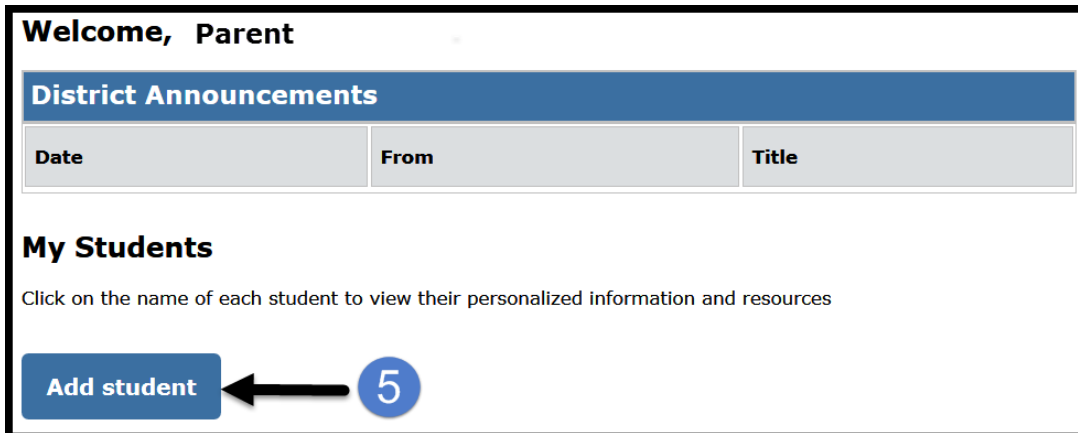 Welcome, Parent
District Announcements
Date From Title
My Students
Click on the name of each student to view their personalized information and resources
Add student 5